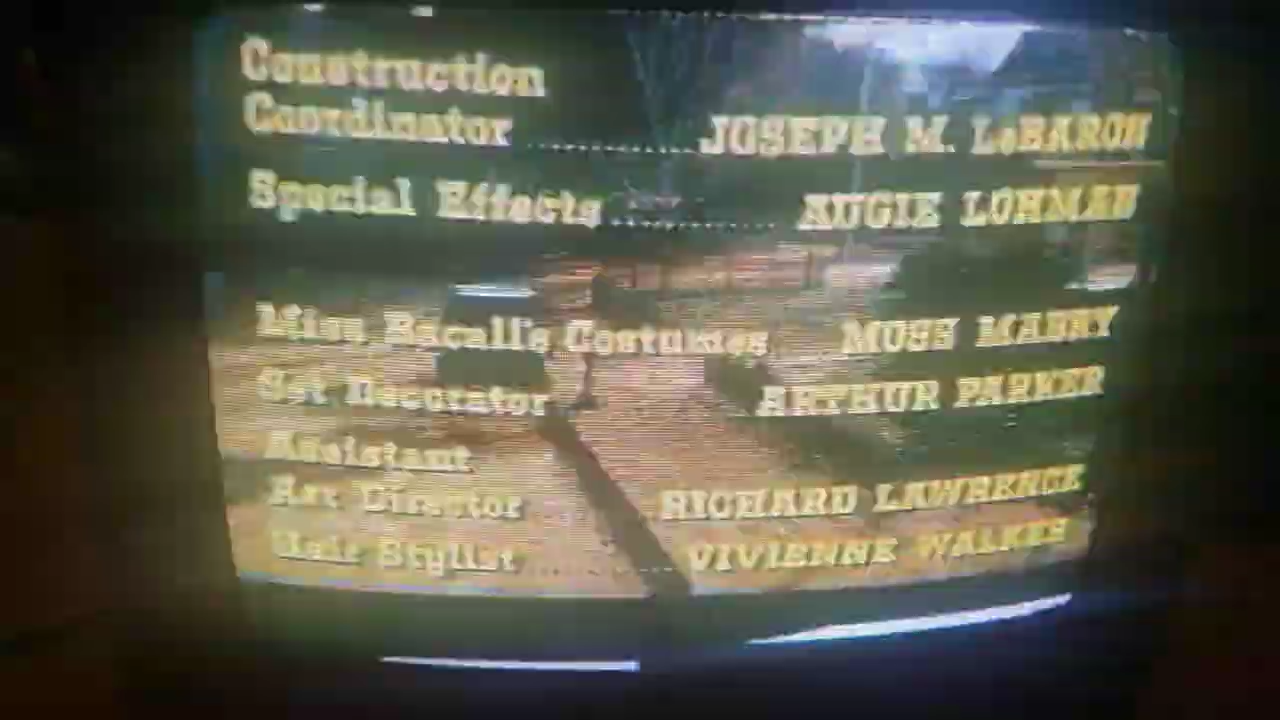 Construction
Coordinator ............ JOSEPH M. LeBARON
Special Effects ............ AUGIE LOHMAN
Miss Bacall's Costumes ..... MOSS MABRY
Set Decorator ARTHUR PARKER
Assistant
Art Director RICHARD LAWRENCE
Hair Stylist ............ VIVIENNE WALKER